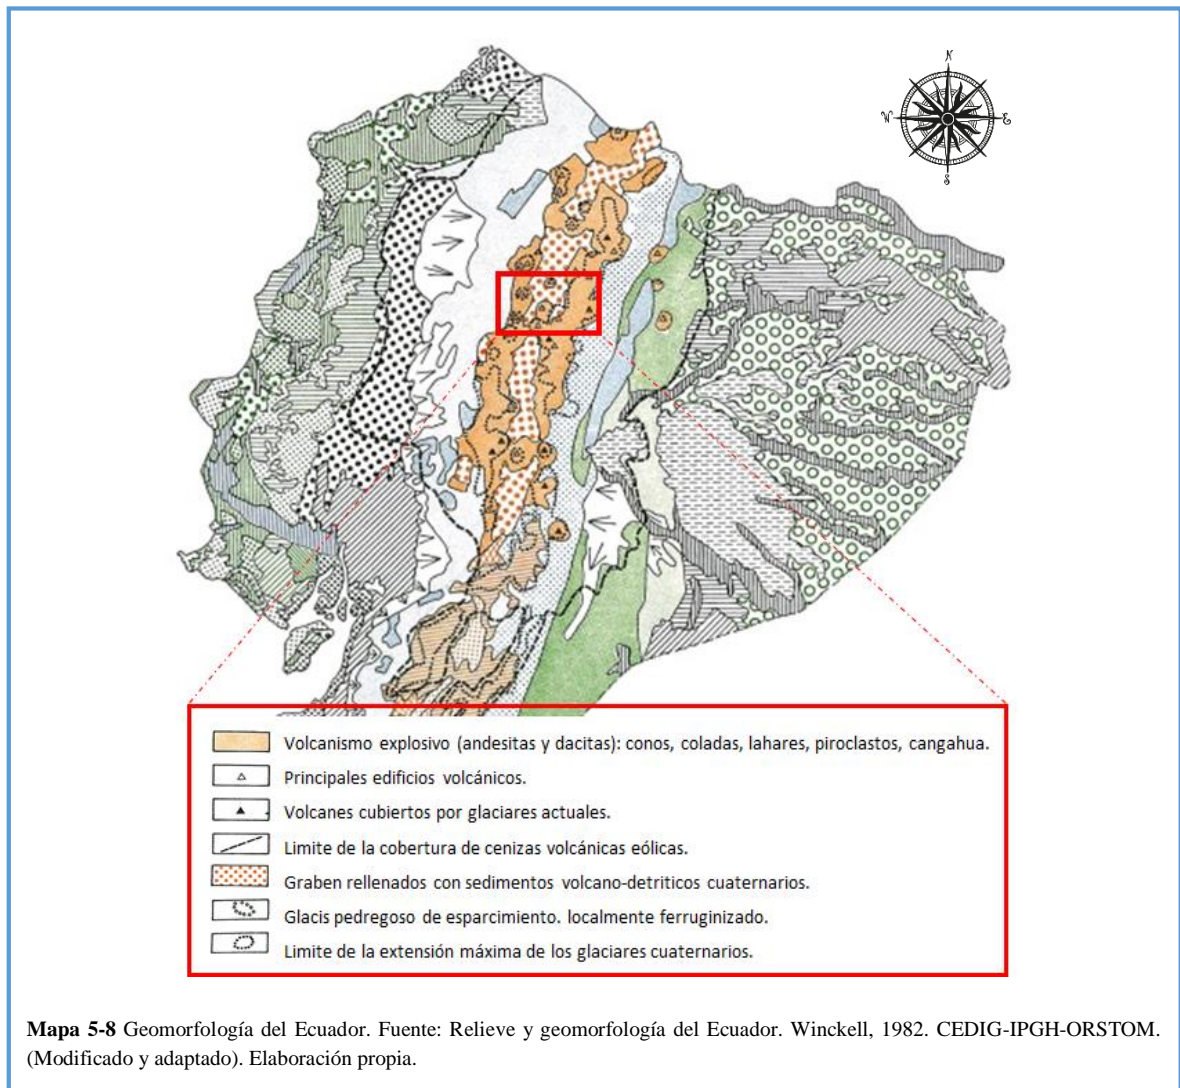 N
W
E
S
Volcanismo explosivo (andesitas y dacitas): conos, coladas, lahares, piroclastos, cangahua.
Principales edificios volcánicos.
Volcanes cubiertos por glaciares actuales.
Limite de la cobertura de cenizas volcánicas eólicas.
Graben rellenados con sedimentos volcano-detriticos cuaternarios.
Glacis pedregoso de esparcimiento. localmente ferruginizado.
Limite de la extensión máxima de los glaciares cuaternarios.
Mapa 5-8 Geomorfología del Ecuador. Fuente: Relieve y geomorfología del Ecuador. Winckell, 1982. CEDIG-IPGH-ORSTOM.
(Modificado y adaptado). Elaboración propia.